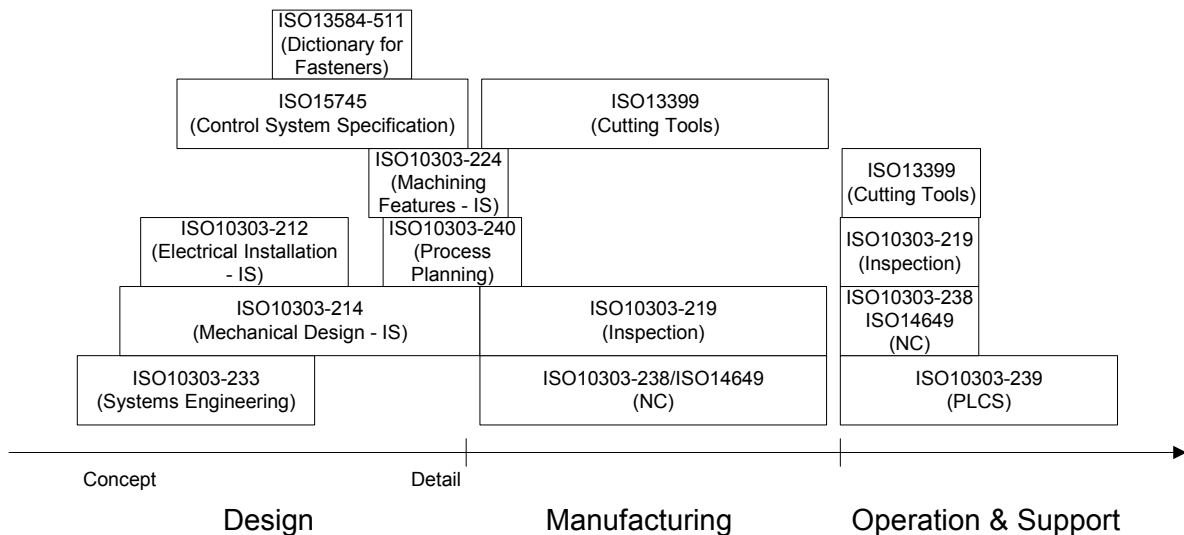 ISO13584-511
(Dictionary for
Fasteners)
ISO15745
(Control System Specification)
ISO13399
(Cutting Tools)
ISO10303-224
(Machining
Features - IS)
ISO13399
(Cutting Tools)
ISO10303-212
(Electrical Installation
- IS)
ISO10303-240
(Process
Planning)
ISO10303-219
(Inspection)
ISO10303-214
(Mechanical Design - IS)
ISO10303-219
(Inspection)
ISO10303-238
ISO14649
(NC)
ISO10303-233
(Systems Engineering)
ISO10303-238/ISO14649
(NC)
ISO10303-239
(PLCS)
Concept
Detail
Design
Manufacturing
Operation & Support